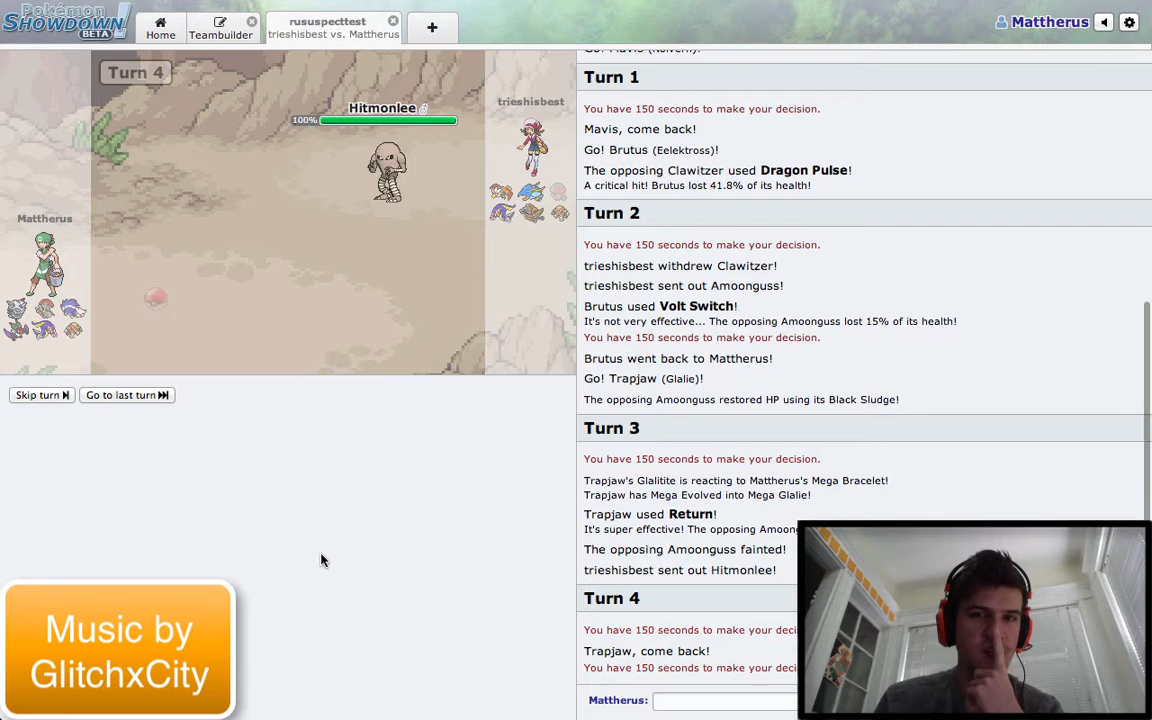 Pokémon
SHOWDOWN!
BETA
Home
Teambuilder
rususpecttest
trieshisbest vs. Mattherus
+
Mattherus
Turn 4
Hitmonlee
100%
trieshisbest
Mattherus
Skip turn
Go to last turn
Go! Mavis (Noivern)!
Turn 1
You have 150 seconds to make your decision.
Mavis, come back!
Go! Brutus (Eelektross)!
The opposing Clawitzer used Dragon Pulse!
A critical hit! Brutus lost 41.8% of its health!
Turn 2
You have 150 seconds to make your decision.
trieshisbest withdrew Clawitzer!
trieshisbest sent out Amoonguss!
Brutus used Volt Switch!
It's not very effective... The opposing Amoonguss lost 15% of its health!
You have 150 seconds to make your decision.
Brutus went back to Mattherus!
Go! Trapjaw (Glalie)!
The opposing Amoonguss restored HP using its Black Sludge!
Turn 3
You have 150 seconds to make your decision.
Trapjaw's Glalitite is reacting to Mattherus's Mega Bracelet!
Trapjaw has Mega Evolved into Mega Glalie!
Trapjaw used Return!
It's super effective! The opposing Amoong
The opposing Amoonguss fainted!
trieshisbest sent out Hitmonlee!
Turn 4
You have 150 seconds to make your deci
Trapjaw, come back!
You have 150 seconds to make your deci
Mattherus:
Music by
GlitchxCity